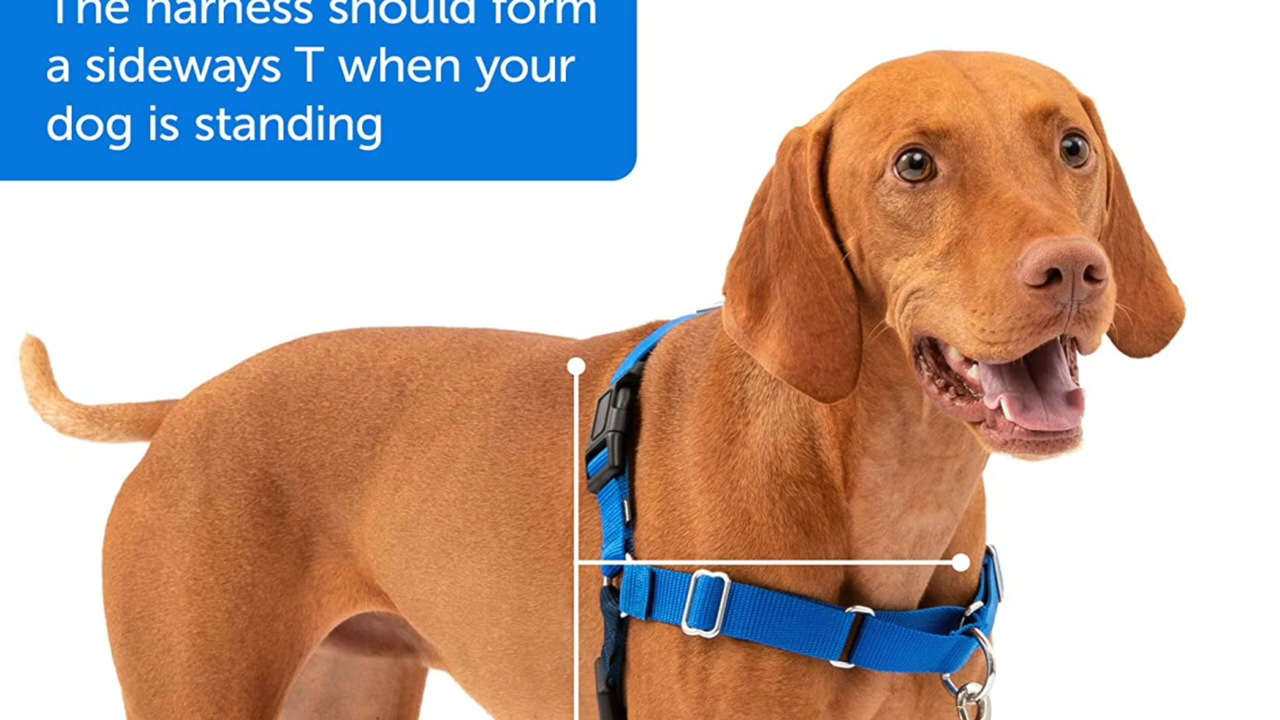 The harness should form
a sideways T when your
dog is standing